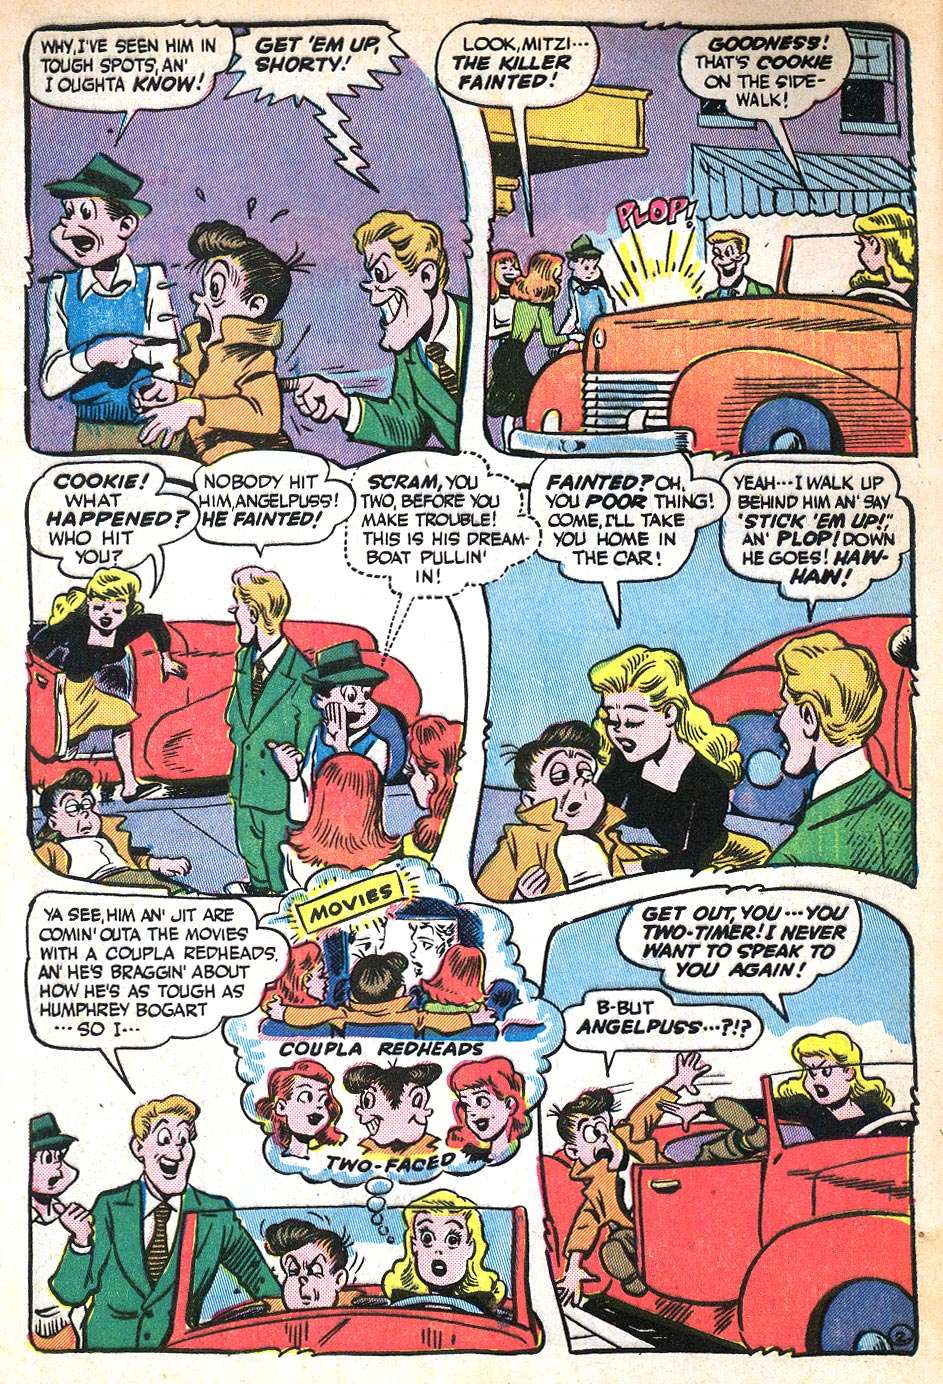 WHY, I'VE SEEN HIM IN
TOUGH SPOTS, AN'
I OUGHTA KNOW!
GET 'EM UP,
SHORTY!
LOOK, MITZI---
THE KILLER
FAINTED!
GOODNESS!
THAT'S COOKIE
ON THE SIDE-
WALK!
PLOP!
COOKIE!
WHAT
HAPPENED?
WHO HIT
YOU?
NOBODY HIT
HIM, ANGELPUSS!
HE FAINTED!
SCRAM, YOU
TWO, BEFORE YOU
MAKE TROUBLE!
THIS IS HIS DREAM-
BOAT PULLIN'
IN!
FAINTED? OH,
YOU POOR THING!
COME, I'LL TAKE
YOU HOME IN
THE CAR!
YEAH---I WALK UP
BEHIND HIM AN' SAY
"STICK 'EM UP!",
AN' PLOP! DOWN
HE GOES! HAW-
HAW!
YA SEE, HIM AN' JIT ARE
COMIN' OUTA THE MOVIES
WITH A COUPLA REDHEADS,
AN' HE'S BRAGGIN' ABOUT
HOW HE'S AS TOUGH AS
HUMPHREY BOGART
---SO I---
MOVIES
COUPLA REDHEADS
TWO-FACED
GET OUT, YOU---YOU
TWO-TIMER! I NEVER
WANT TO SPEAK TO
YOU AGAIN!
B-BUT
ANGELPUSS---?!?
2